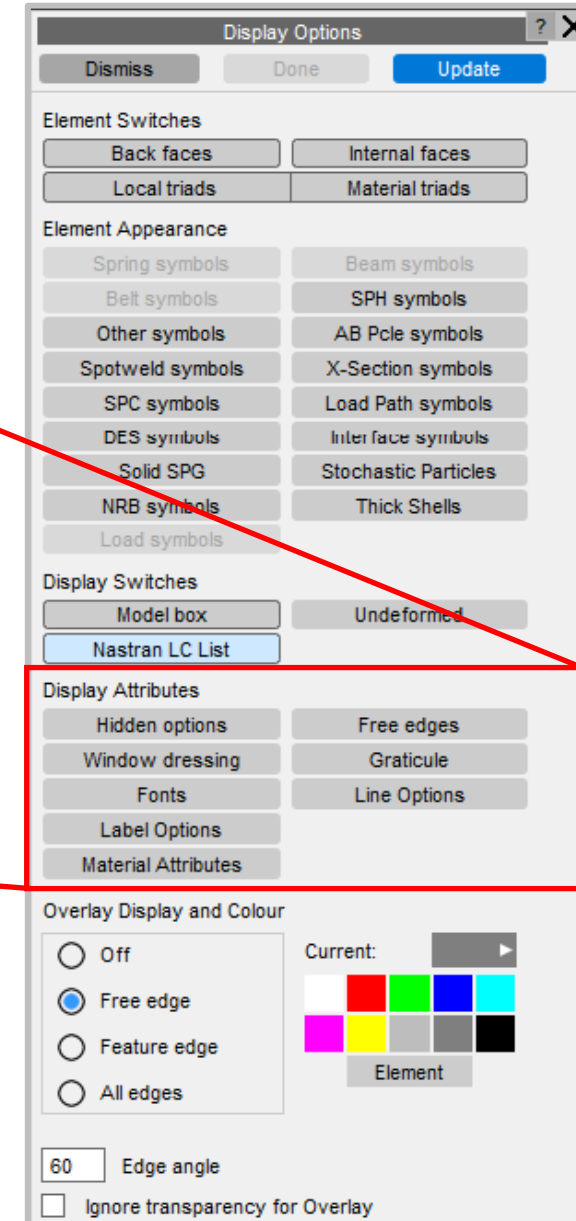 Display Options ? X
Dismiss Done Update
Element Switches
Back faces Internal faces
Local triads Material triads
Element Appearance
Spring symbols Beam symbols
Belt symbols SPH symbols
Other symbols AB Pcle symbols
Spotweld symbols X-Section symbols
SPC symbols Load Path symbols
DES symbols Interface symbols
Solid SPG Stochastic Particles
NRB symbols Thick Shells
Load symbols
Display Switches
Model box Undeformed
Nastran LC List
Display Attributes
Hidden options Free edges
Window dressing Graticule
Fonts Line Options
Label Options
Material Attributes
Overlay Display and Colour
Off Current:
Free edge
Feature edge
Element
All edges
60 Edge angle
Ignore transparency for Overlay